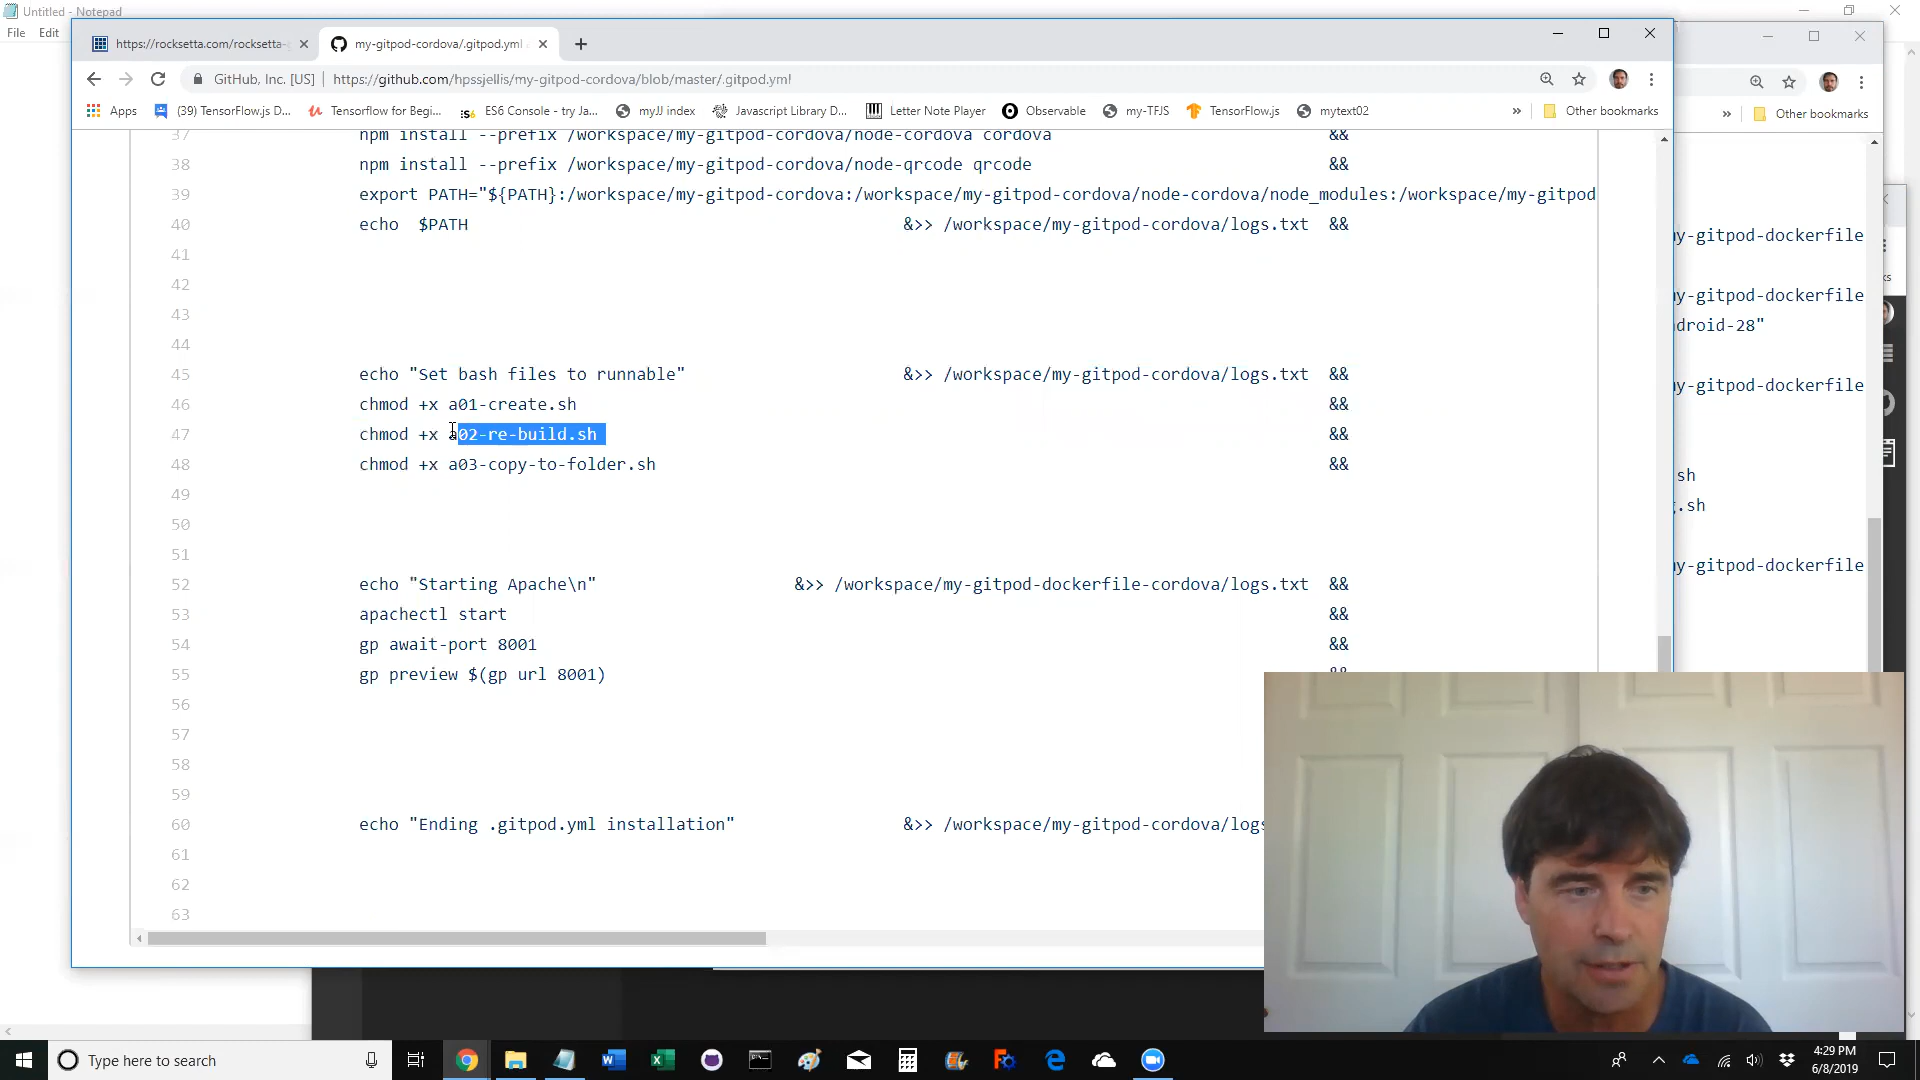 Untitled - Notepad
File Edit
https://rocksetta.com/rocksetta-
my-gitpod-cordova/.gitpod.yml
GitHub, Inc. [US] | https://github.com/hpssjellis/my-gitpod-cordova/blob/master/.gitpod.yml
Apps (39) TensorFlow.js D... Tensorflow for Begi... ES6 Console - try Ja... myJJ index Javascript Library D... Letter Note Player Observable my-TFJS TensorFlow.js mytext02 » Other bookmarks
» Other bookmarks
37 npm install --prefix /workspace/my-gitpod-cordova/node-cordova cordova &&
38 npm install --prefix /workspace/my-gitpod-cordova/node-qrcode qrcode &&
39 export PATH="${PATH}:/workspace/my-gitpod-cordova:/workspace/my-gitpod-cordova/node-cordova/node_modules:/workspace/my-gitpod
40 echo $PATH &>> /workspace/my-gitpod-cordova/logs.txt &&
41
42
43
44
45 echo "Set bash files to runnable" &>> /workspace/my-gitpod-cordova/logs.txt &&
46 chmod +x a01-create.sh &&
47 chmod +x a02-re-build.sh &&
48 chmod +x a03-copy-to-folder.sh &&
49
50
51
52 echo "Starting Apache\n" &>> /workspace/my-gitpod-dockerfile-cordova/logs.txt &&
53 apachectl start &&
54 gp await-port 8001 &&
55 gp preview $(gp url 8001) &&
56
57
58
59
60 echo "Ending .gitpod.yml installation" &>> /workspace/my-gitpod-cordova/logs
61
62
63
my-gitpod-dockerfile
ks
my-gitpod-dockerfile
droid-28"
my-gitpod-dockerfile
sh
g.sh
my-gitpod-dockerfile
Type here to search
4:29 PM
6/8/2019